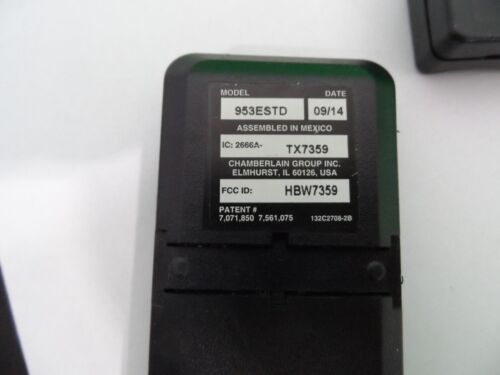 MODEL DATE
953ESTD 09/14
ASSEMBLED IN MEXICO
IC: 2666A- TX7359
CHAMBERLAIN GROUP INC.
ELMHURST, IL 60126, USA
FCC ID: HBW7359
PATENT #
7,071,850 7,561,075 132C2708-2B